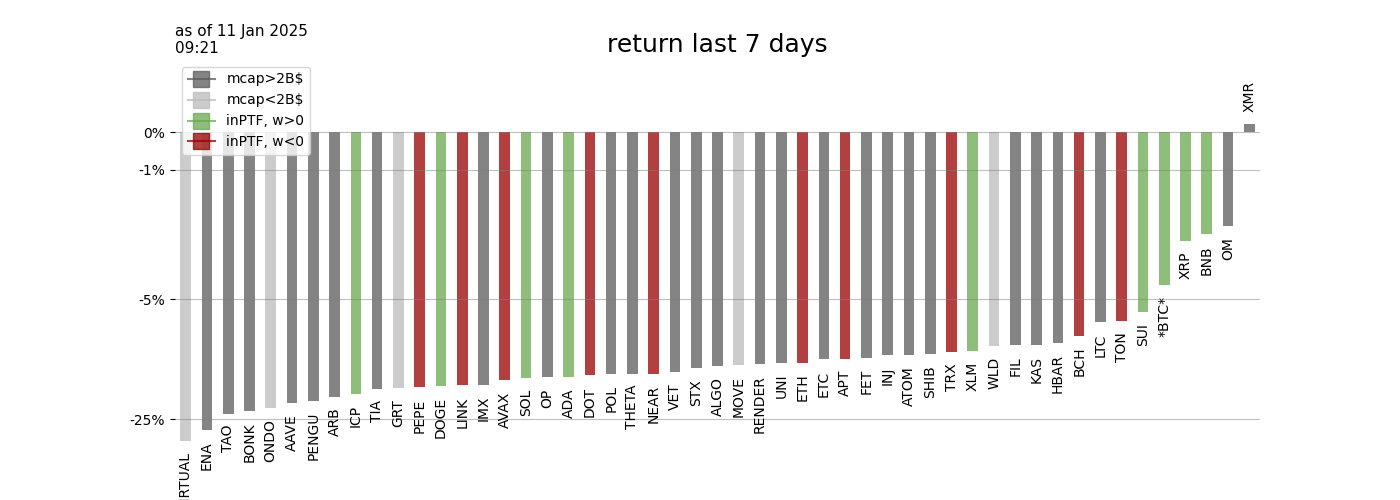 as of 11 Jan 2025
09:21
return last 7 days
mcap>2B$
mcap<2B$
inPTF, w>0
inPTF, w<0
0%
-1%
-5%
-25%
RTUAL
ENA
TAO
BONK
ONDO
AAVE
PENGU
ARB
ICP
TIA
GRT
PEPE
DOGE
LINK
IMX
AVAX
SOL
OP
ADA
DOT
POL
THETA
NEAR
VET
STX
ALGO
MOVE
RENDER
UNI
ETH
ETC
APT
FET
INJ
ATOM
SHIB
TRX
XLM
WLD
FIL
KAS
HBAR
BCH
LTC
TON
SUI
*BTC*
XRP
BNB
OM
XMR